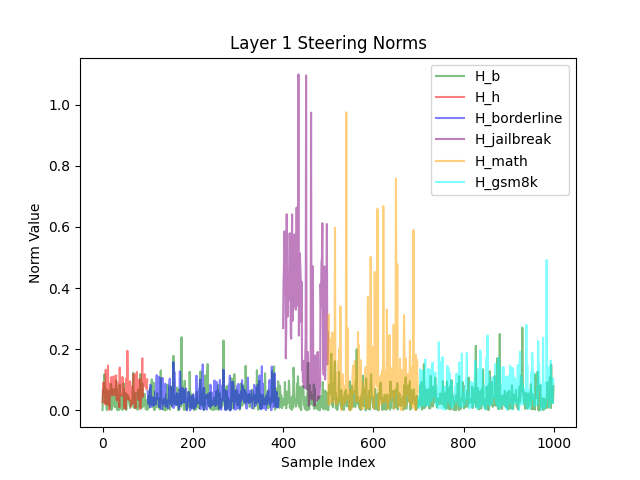 Layer 1 Steering Norms
H_b
H_h
H_borderline
H_jailbreak
H_math
H_gsm8k
Norm Value
1.0
0.8
0.6
0.4
0.2
0.0
0 200 400 600 800 1000
Sample Index